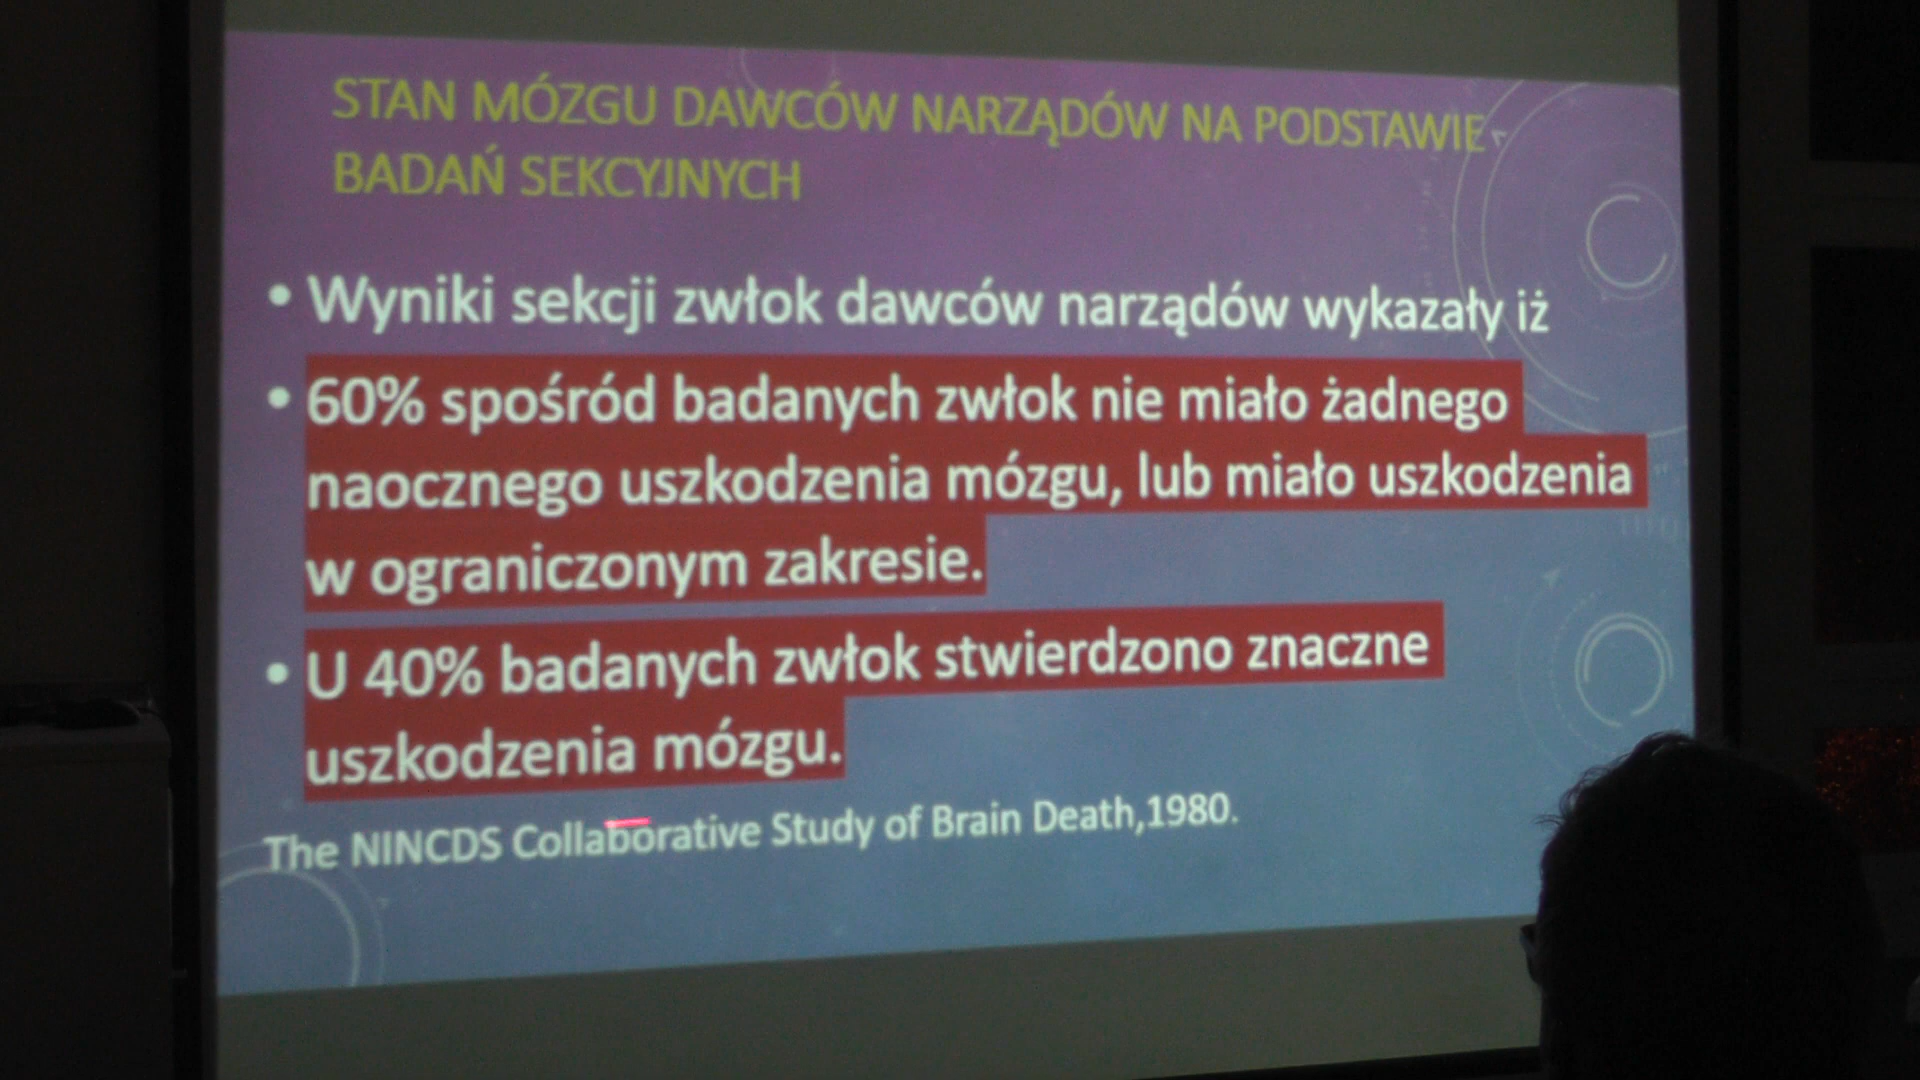 STAN MÓZGU DAWCÓW NARZĄDÓW NA PODSTAWIE
BADAŃ SEKCYJNYCH
• Wyniki sekcji zwłok dawców narządów wykazały iż
• 60% spośród badanych zwłok nie miało żadnego
naocznego uszkodzenia mózgu, lub miało uszkodzenia
w ograniczonym zakresie.
• U 40% badanych zwłok stwierdzono znaczne
uszkodzenia mózgu.
The NINCDS Collaborative Study of Brain Death,1980.